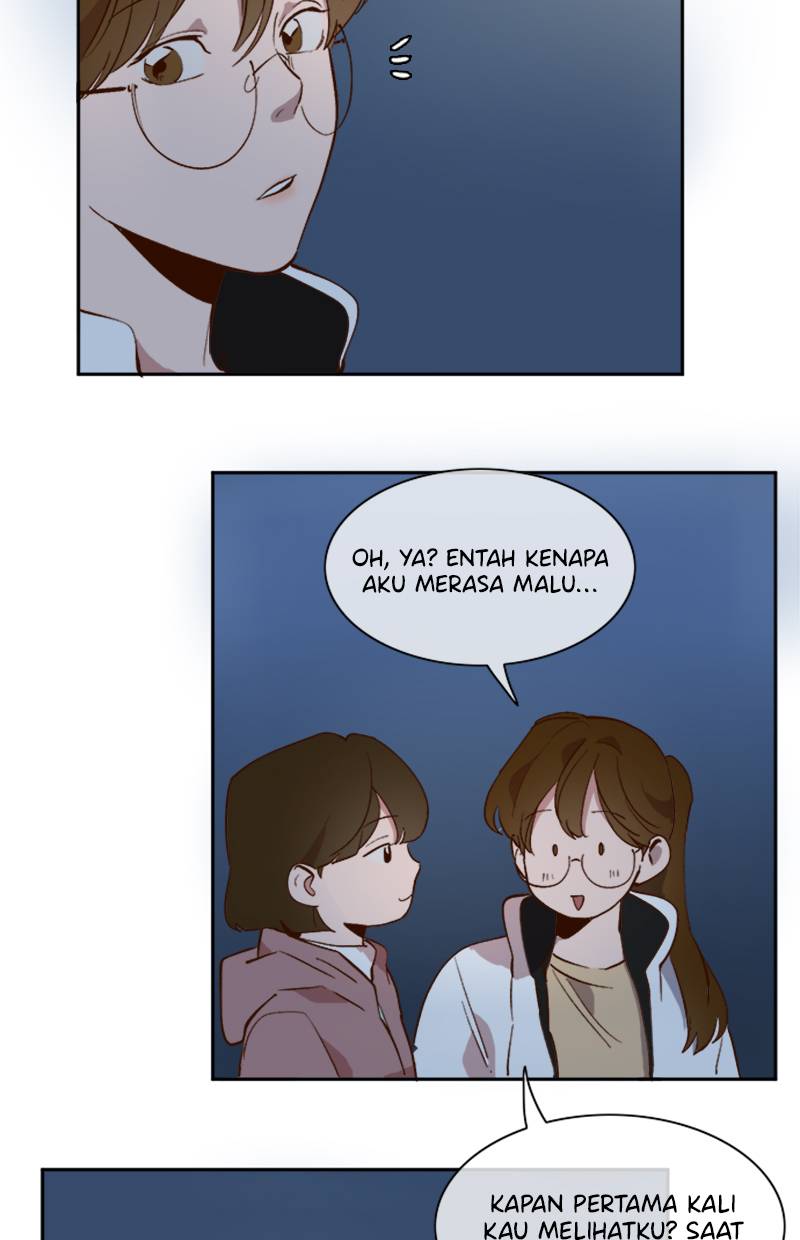 OH, YA? ENTAH KENAPA
AKU MERASA MALU...
KAPAN PERTAMA KALI
KAU MELIHATKU? SAAT